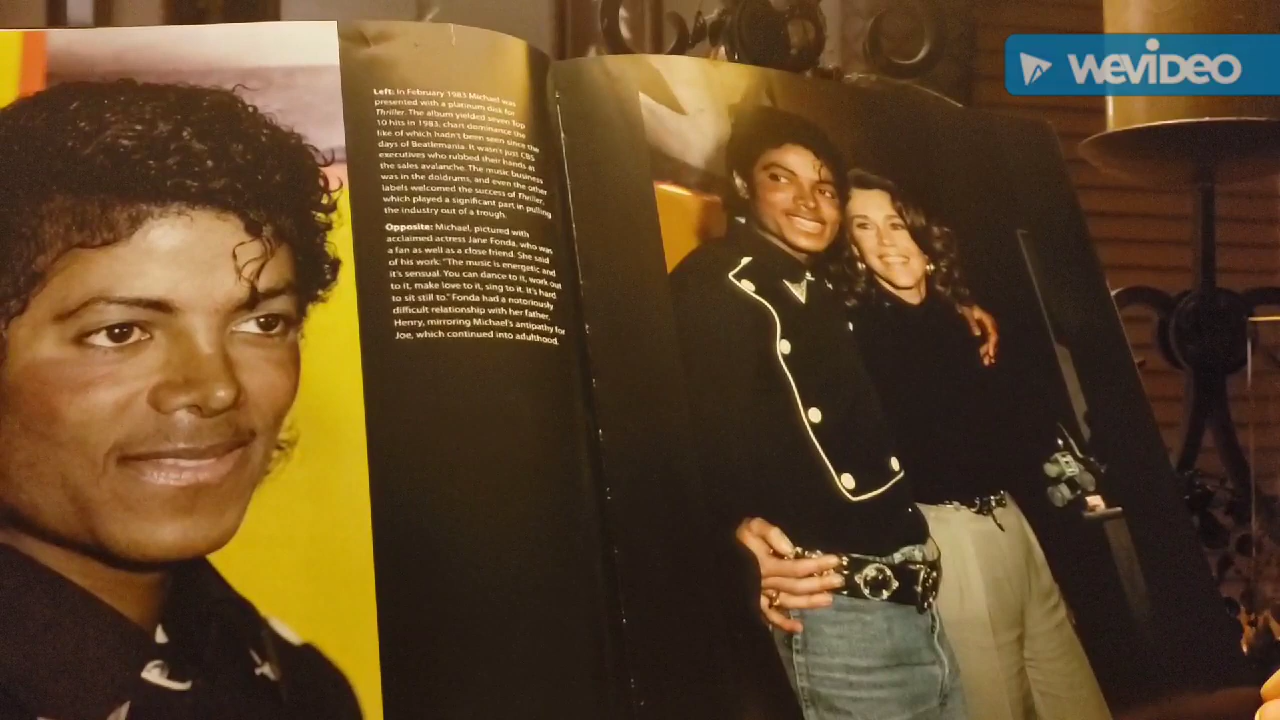 Left: In February 1983 Michael was
presented with a platinum disk for
Thriller. The album yielded seven Top
10 hits in 1983, chart dominance the
like of which hadn't been seen since the
days of Beatlemania. It wasn't just CBS
executives who rubbed their hands at
the sales avalanche. The music business
was in the doldrums, and even the other
labels welcomed the success of Thriller,
which played a significant part in pulling
the industry out of a trough.
Opposite: Michael, pictured with
acclaimed actress Jane Fonda, who was
a fan as well as a close friend. She said
of his work: "The music is energetic and
it's sensual. You can dance to it, work out
to it, make love to it, sing to it. It's hard
to sit still to." Fonda had a notoriously
difficult relationship with her father,
Henry, mirroring Michael's antipathy for
Joe, which continued into adulthood.
WEVIDEO